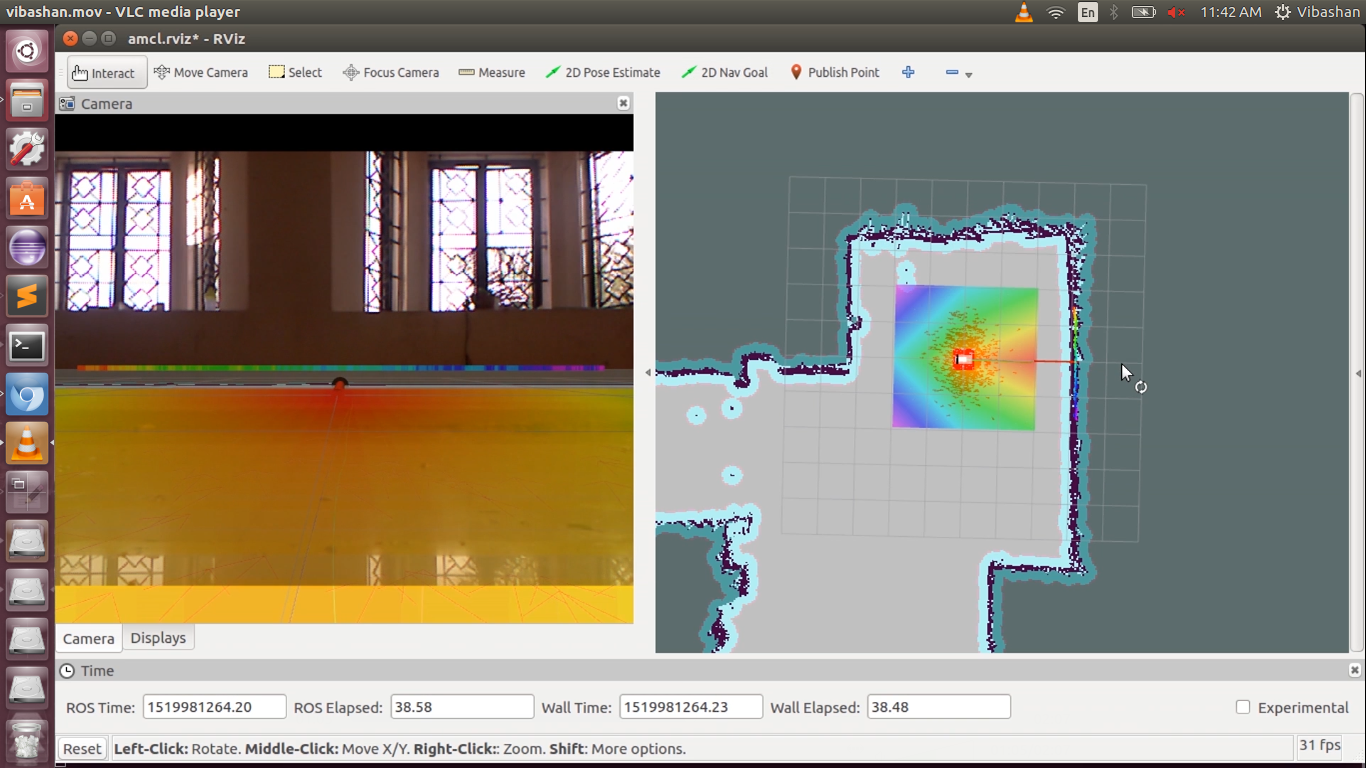 vibashan.mov - VLC media player
En
11:42 AM
Vibashan
amcl.rviz* - RViz
Interact
Move Camera
Select
Focus Camera
Measure
2D Pose Estimate
2D Nav Goal
Publish Point
Camera
Camera
Displays
Time
ROS Time: 1519981264.20 ROS Elapsed: 38.58 Wall Time: 1519981264.23 Wall Elapsed: 38.48 Experimental
Reset Left-Click: Rotate. Middle-Click: Move X/Y. Right-Click:: Zoom. Shift: More options. 31 fps